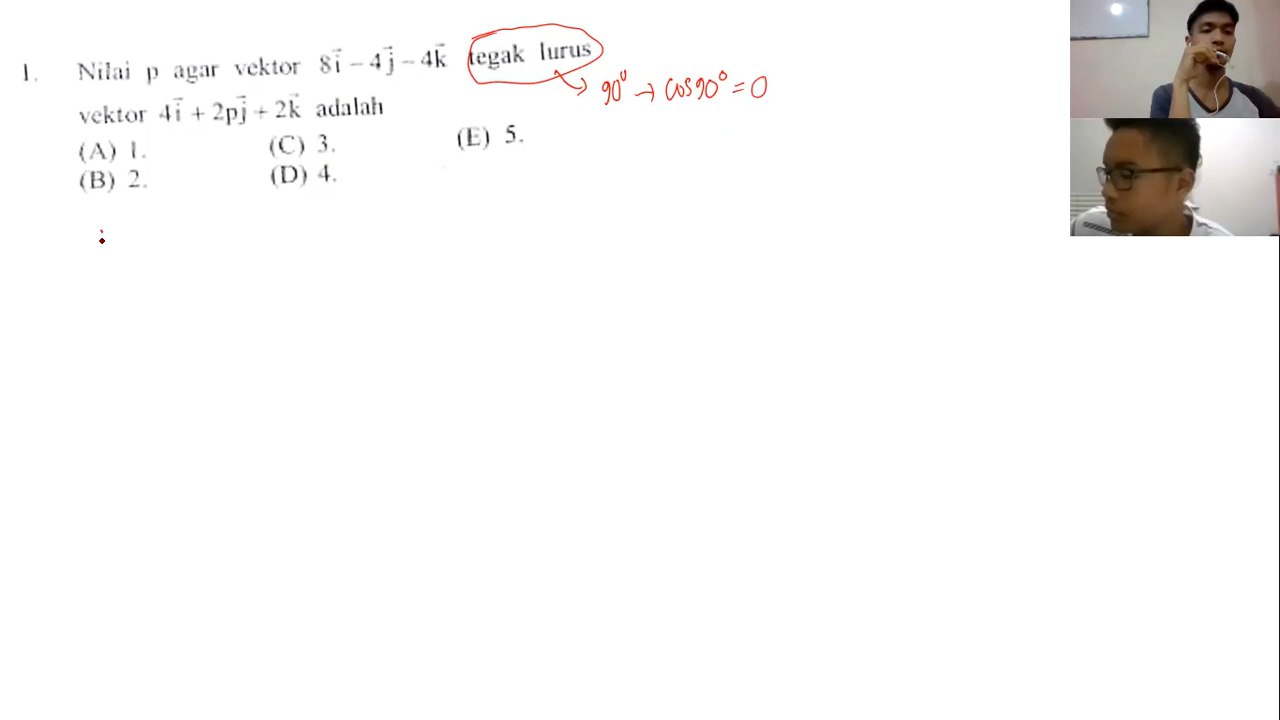 1. Nilai p agar vektor 8i⃗ − 4j⃗ − 4k⃗ tegak lurus
90° → cos 90° = 0
vektor 4i⃗ + 2pj⃗ + 2k⃗ adalah
(A) 1. (C) 3. (E) 5.
(B) 2. (D) 4.